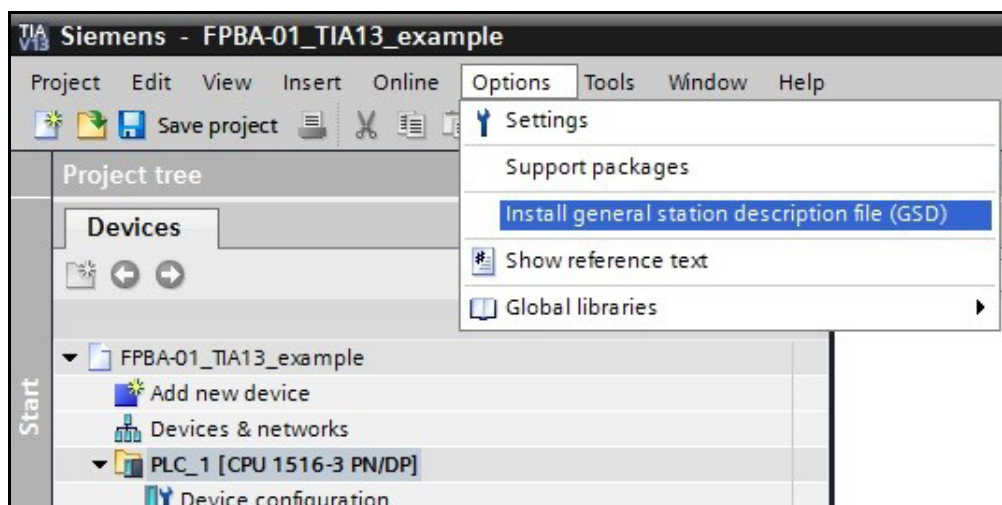 TIA V13 Siemens - FPBA-01_TIA13_example
Project Edit View Insert Online Options Tools Window Help
Save project
Settings
Support packages
Install general station description file (GSD)
Show reference text
Global libraries
Project tree
Devices
FPBA-01_TIA13_example
Add new device
Devices & networks
PLC_1 [CPU 1516-3 PN/DP]
Device configuration
Start